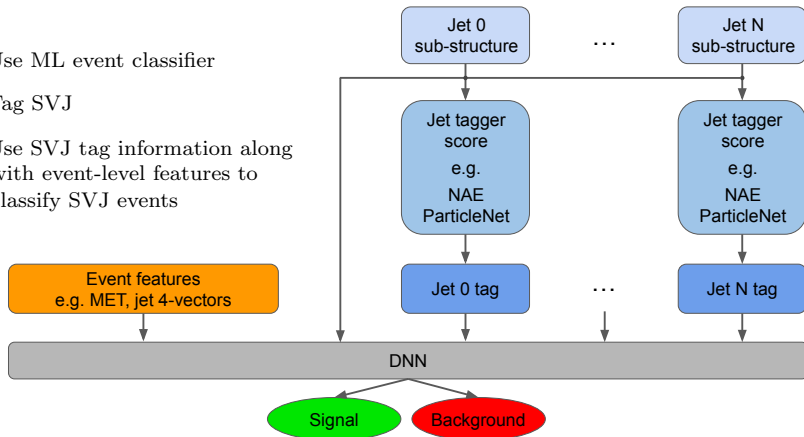 Use ML event classifier
Tag SVJ
Use SVJ tag information along
with event-level features to
classify SVJ events
Jet 0
sub-structure
...
Jet N
sub-structure
Jet tagger
score
e.g.
NAE
ParticleNet
Jet tagger
score
e.g.
NAE
ParticleNet
Event features
e.g. MET, jet 4-vectors
Jet 0 tag
...
Jet N tag
DNN
Signal
Background